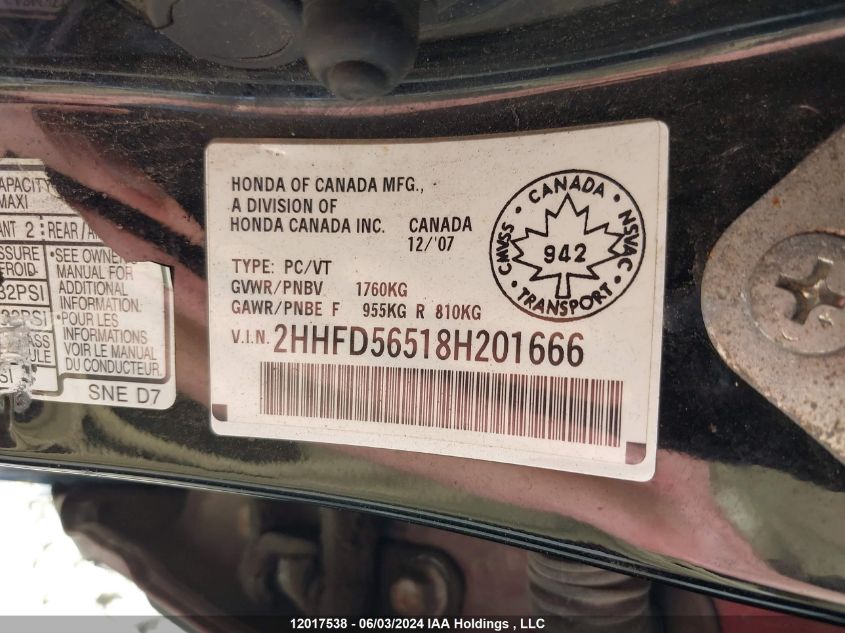 APACITY
MAXI
ANT 2 : REAR/
SSURE
FROID
32PSI
•SEE OWNER
MANUAL FOR
ADDITIONAL
INFORMATION.
•POUR LES
INFORMATIONS
VOIR LE MANUEL
DU CONDUCTEUR.
SNE D7
HONDA OF CANADA MFG.,
A DIVISION OF
HONDA CANADA INC. CANADA
12/'07
TYPE: PC/VT
GVWR/PNBV 1760KG
GAWR/PNBE F 955KG R 810KG
V.I.N. 2HHFD56518H201666
CANADA
CMVSS 942 NSVAC
TRANSPORT
12017538 - 06/03/2024 IAA Holdings , LLC